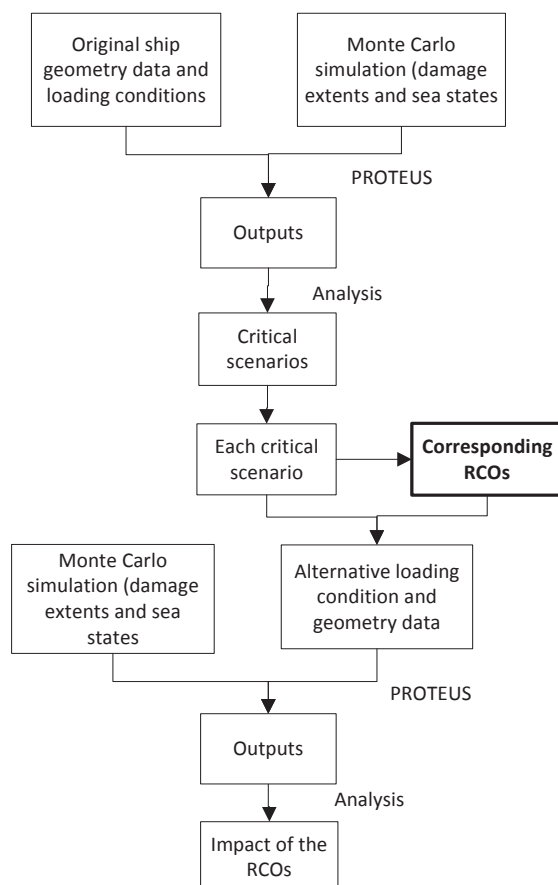 Original ship
geometry data and
loading conditions
Monte Carlo
simulation (damage
extents and sea states
PROTEUS
Outputs
Analysis
Critical
scenarios
Each critical
scenario
Corresponding
RCOs
Monte Carlo
simulation (damage
extents and sea
states
Alternative loading
condition and
geometry data
PROTEUS
Outputs
Analysis
Impact of the
RCOs